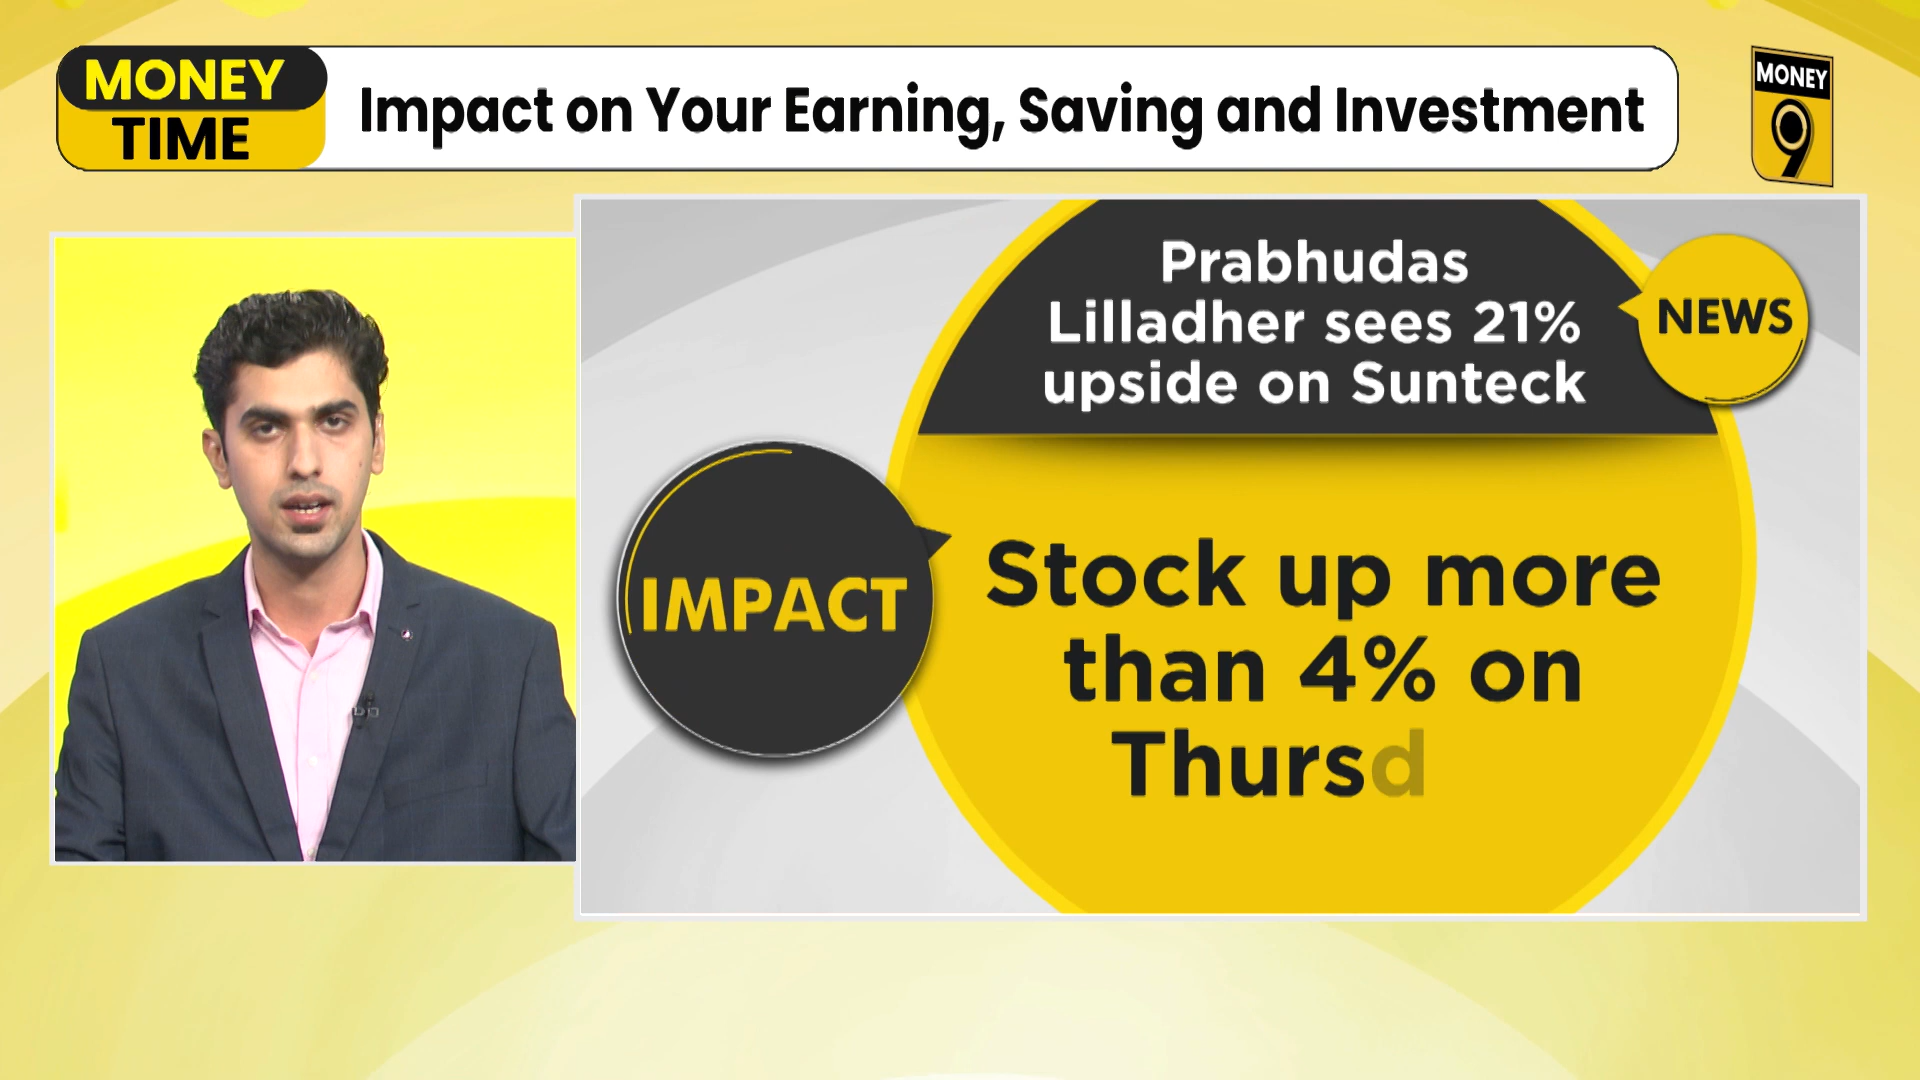 MONEY
TIME
Impact on Your Earning, Saving and Investment
MONEY
9
Prabhudas
Lilladher sees 21%
upside on Sunteck
NEWS
IMPACT
Stock up more
than 4% on
Thursd